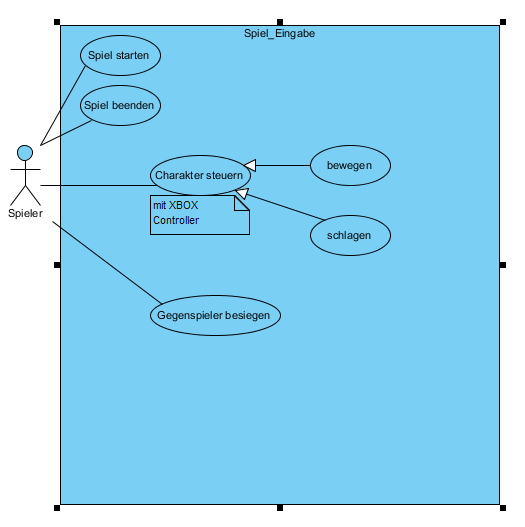 Spiel_Eingabe
Spiel starten
Spiel beenden
Spieler
Charakter steuern
bewegen
mit XBOX
Controller
schlagen
Gegenspieler besiegen